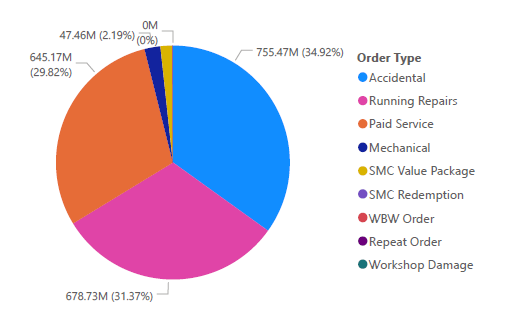 0M
(0%)
47.46M (2.19%)
645.17M
(29.82%)
755.47M (34.92%)
678.73M (31.37%)
Order Type
Accidental
Running Repairs
Paid Service
Mechanical
SMC Value Package
SMC Redemption
WBW Order
Repeat Order
Workshop Damage